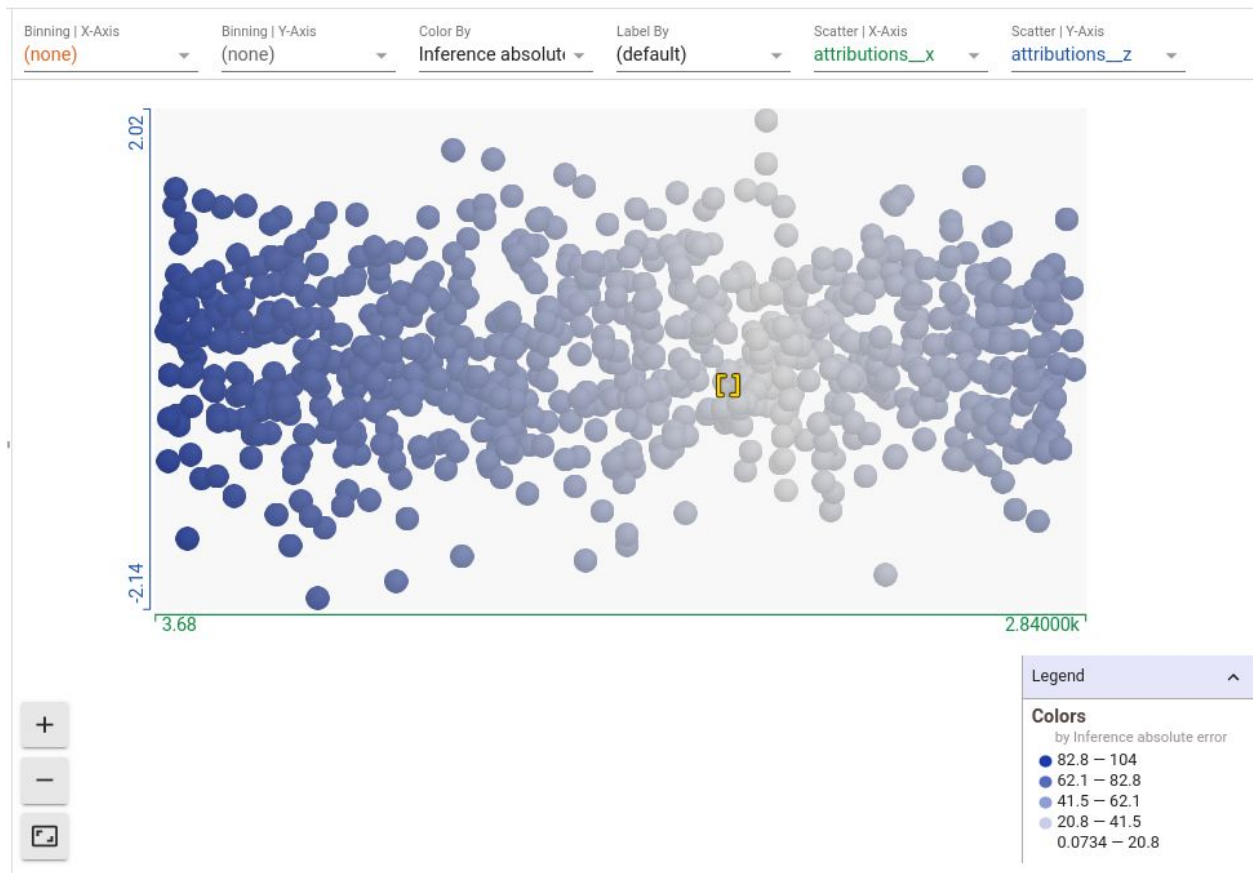 Binning | X-Axis Binning | Y-Axis Color By Label By Scatter | X-Axis Scatter | Y-Axis
(none) (none) Inference absolut (default) attributions__x attributions__z
2.02
-2.14
3.68 2.84000k
Legend
Colors
by Inference absolute error
82.8 – 104
62.1 – 82.8
41.5 – 62.1
20.8 – 41.5
0.0734 – 20.8